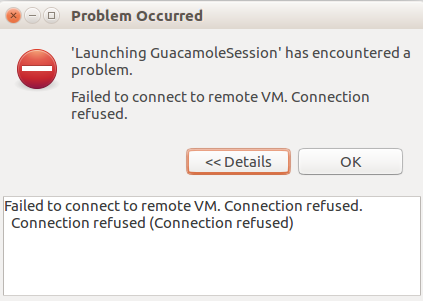 Problem Occurred
'Launching GuacamoleSession' has encountered a
problem.
Failed to connect to remote VM. Connection
refused.
<< Details
OK
Failed to connect to remote VM. Connection refused.
Connection refused (Connection refused)